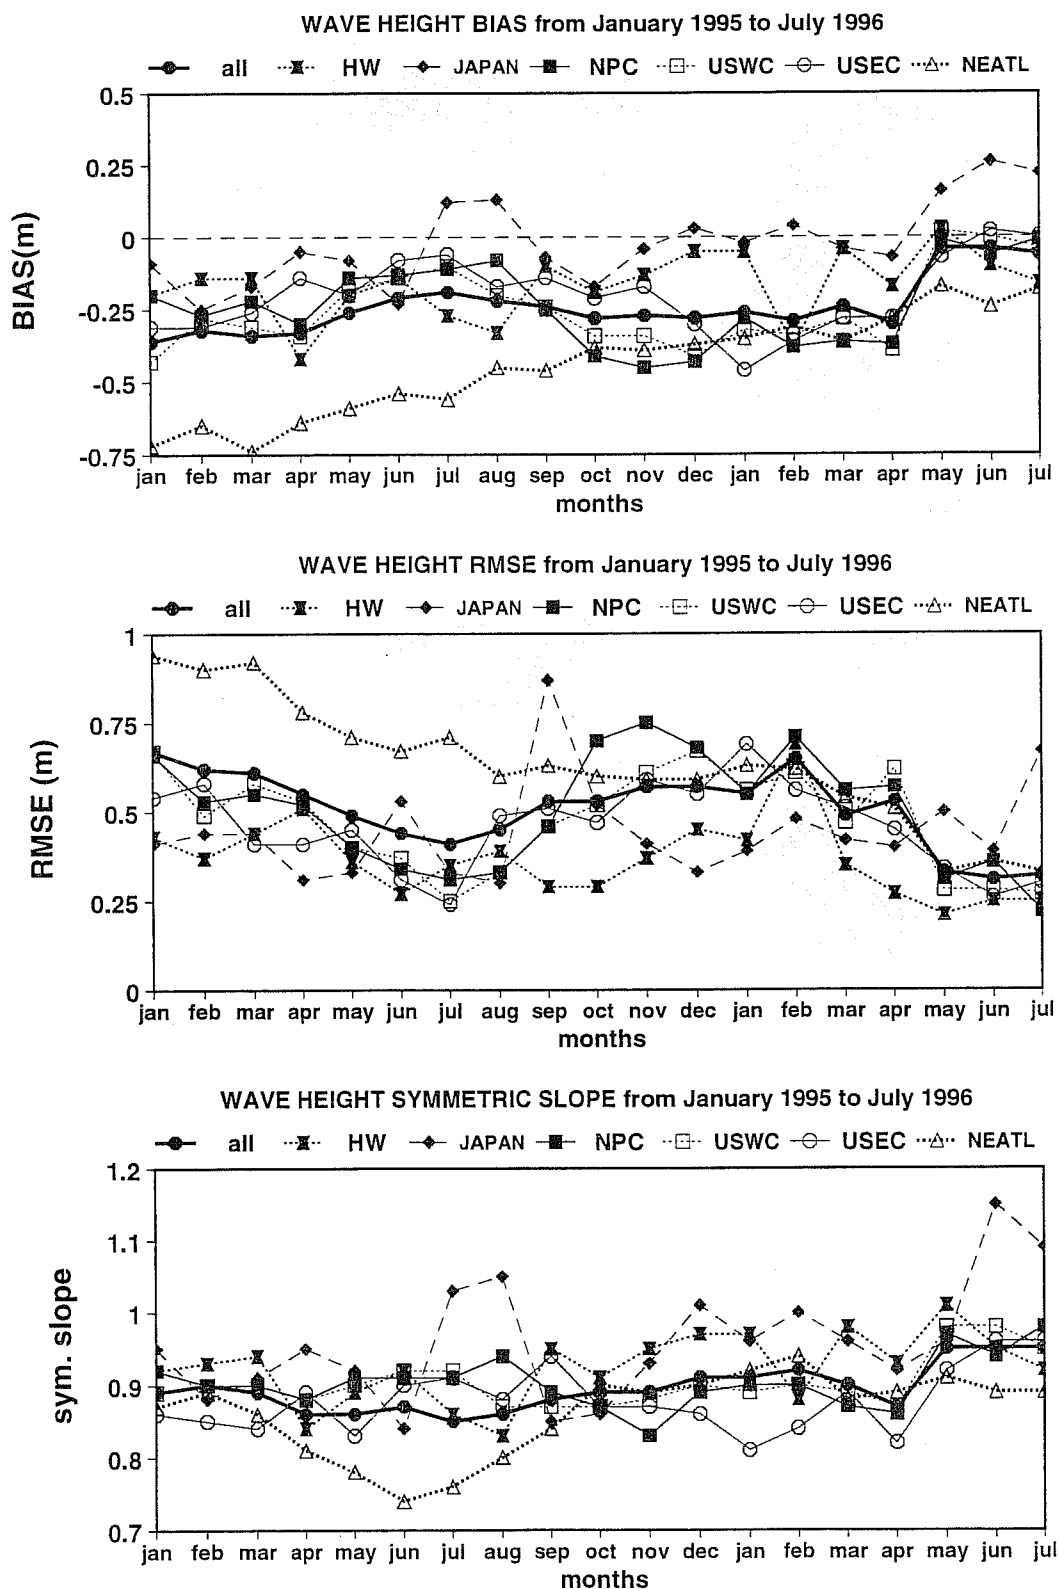 WAVE HEIGHT BIAS from January 1995 to July 1996
all HW JAPAN NPC USWC USEC NEATL
0.5
0.25
0
-0.25
-0.5
-0.75
BIAS(m)
jan feb mar apr may jun jul aug sep oct nov dec jan feb mar apr may jun jul
months
WAVE HEIGHT RMSE from January 1995 to July 1996
all HW JAPAN NPC USWC USEC NEATL
1
0.75
0.5
0.25
0
RMSE (m)
jan feb mar apr may jun jul aug sep oct nov dec jan feb mar apr may jun jul
months
WAVE HEIGHT SYMMETRIC SLOPE from January 1995 to July 1996
all HW JAPAN NPC USWC USEC NEATL
1.2
1.1
1
0.9
0.8
0.7
sym. slope
jan feb mar apr may jun jul aug sep oct nov dec jan feb mar apr may jun jul
months